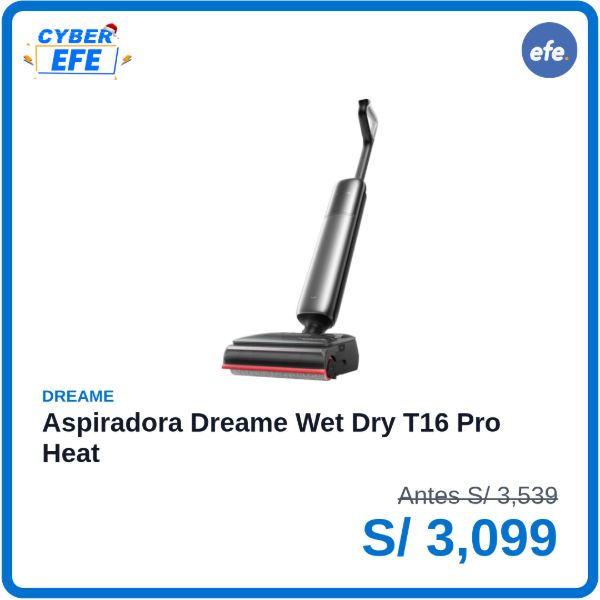 CYBER
EFE
efe.
DREAME
Aspiradora Dreame Wet Dry T16 Pro
Heat
Antes S/ 3,539
S/ 3,099